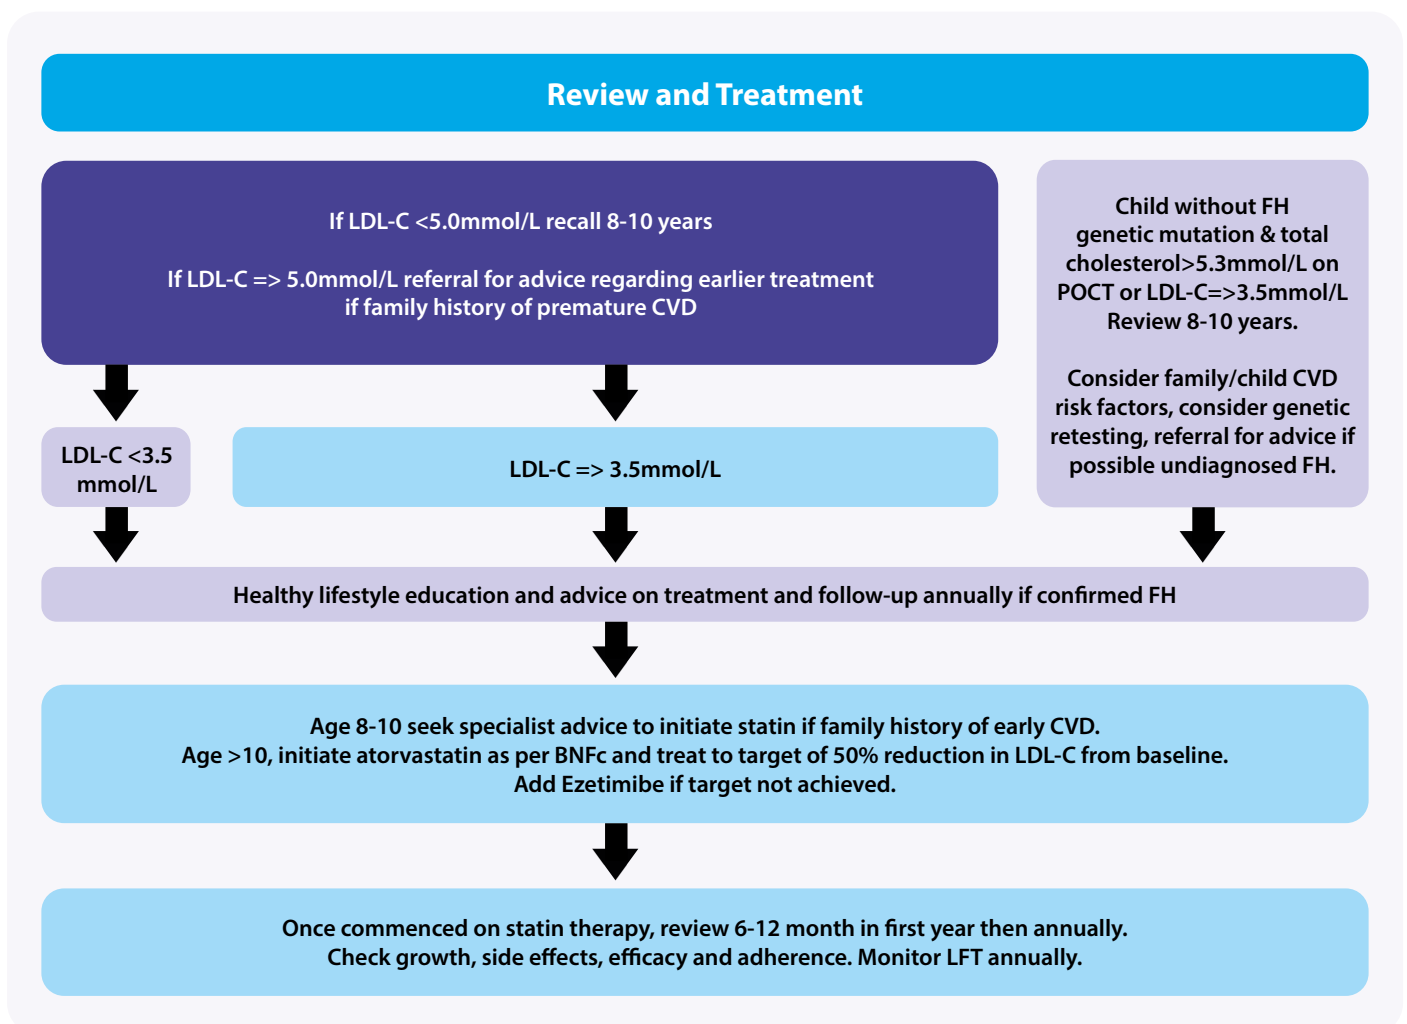 Review and Treatment
If LDL-C <5.0mmol/L recall 8-10 years
If LDL-C => 5.0mmol/L referral for advice regarding earlier treatment
if family history of premature CVD
Child without FH
genetic mutation & total
cholesterol>5.3mmol/L on
POCT or LDL-C=>3.5mmol/L
Review 8-10 years.
Consider family/child CVD
risk factors, consider genetic
retesting, referral for advice if
possible undiagnosed FH.
LDL-C <3.5
mmol/L
LDL-C => 3.5mmol/L
Healthy lifestyle education and advice on treatment and follow-up annually if confirmed FH
Age 8-10 seek specialist advice to initiate statin if family history of early CVD.
Age >10, initiate atorvastatin as per BNFc and treat to target of 50% reduction in LDL-C from baseline.
Add Ezetimibe if target not achieved.
Once commenced on statin therapy, review 6-12 month in first year then annually.
Check growth, side effects, efficacy and adherence. Monitor LFT annually.